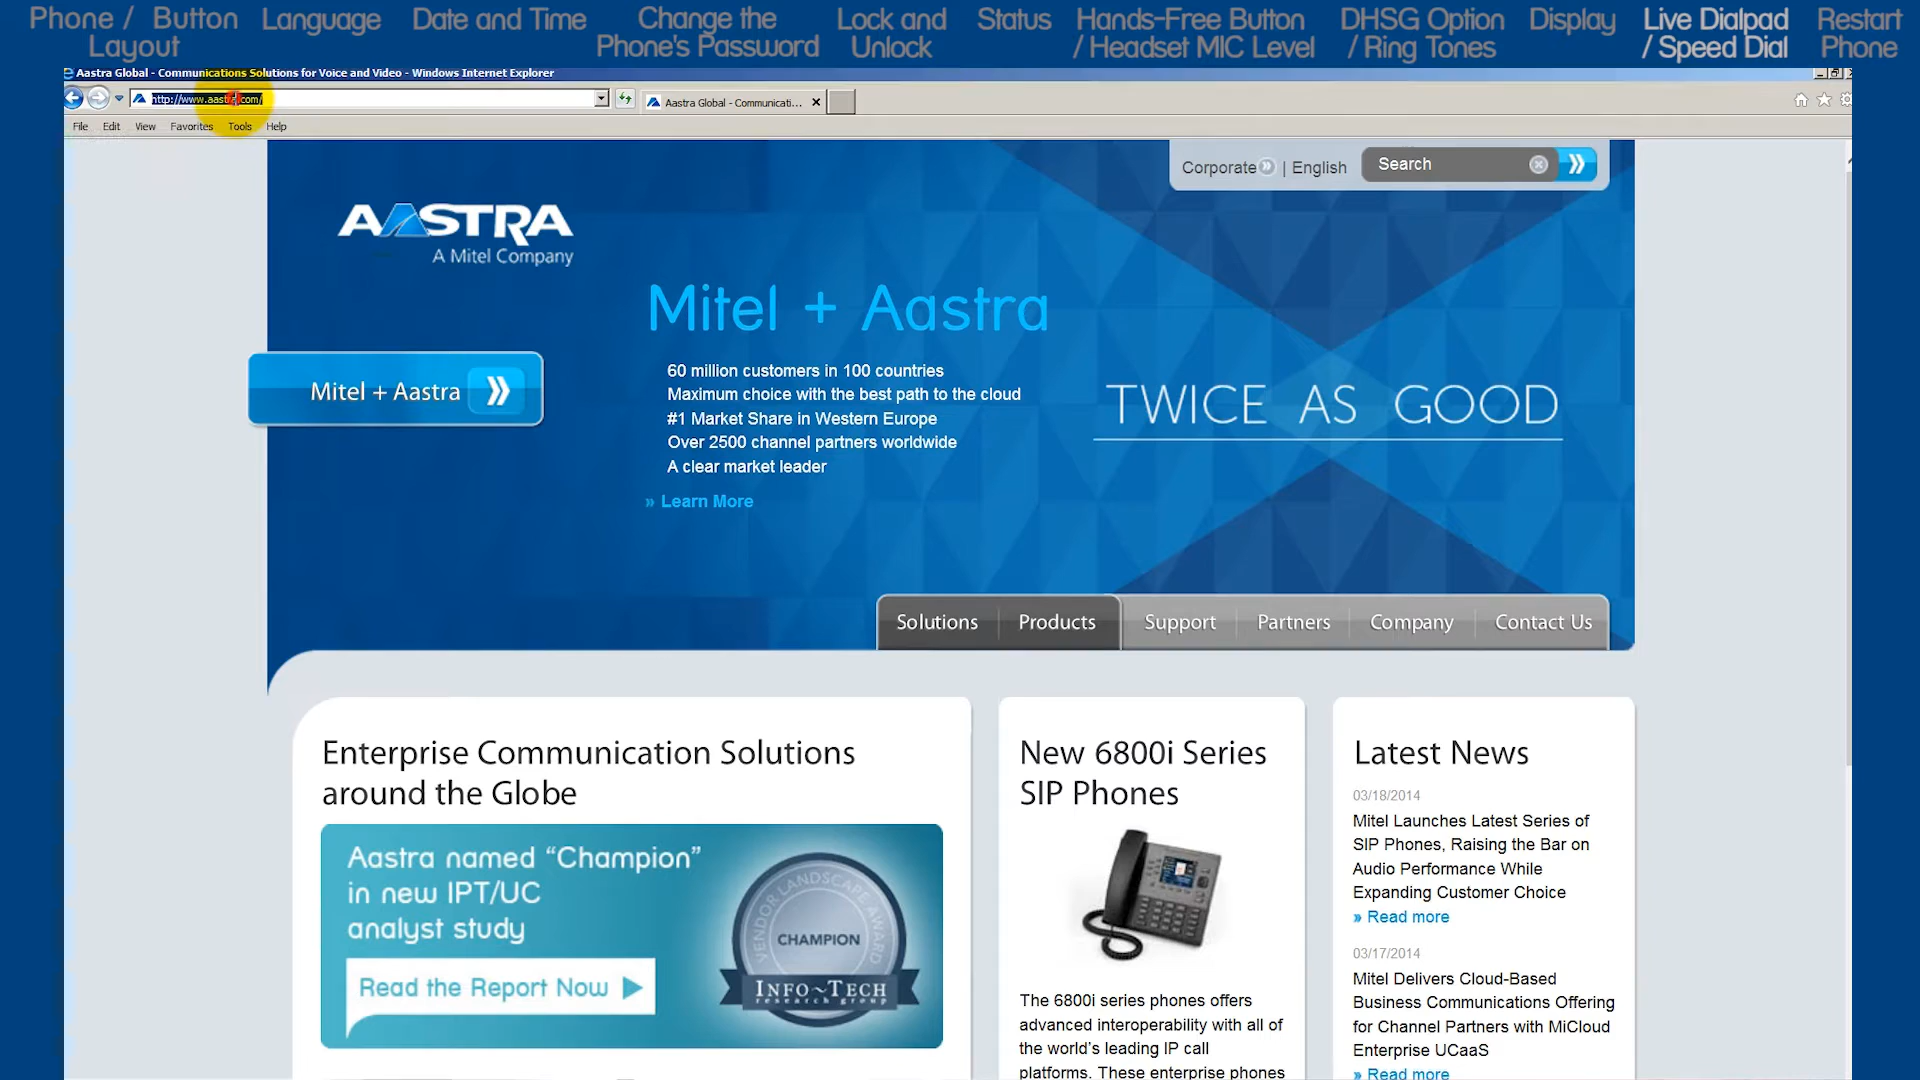 Phone / Button Layout
Language
Date and Time
Change the Phone's Password
Lock and Unlock
Status
Hands-Free Button / Headset MIC Level
DHSG Option / Ring Tones
Display
Live Dialpad / Speed Dial
Restart Phone
Aastra Global - Communications Solutions for Voice and Video - Windows Internet Explorer
http://www.aastra.com/
Aastra Global - Communicati...
File Edit View Favorites Tools Help
Corporate » | English
Search
AASTRA
A Mitel Company
Mitel + Aastra
60 million customers in 100 countries
Maximum choice with the best path to the cloud
#1 Market Share in Western Europe
Over 2500 channel partners worldwide
A clear market leader
» Learn More
Mitel + Aastra »
TWICE AS GOOD
Solutions Products Support Partners Company Contact Us
Enterprise Communication Solutions
around the Globe
Aastra named “Champion”
in new IPT/UC
analyst study
Read the Report Now
VENDOR LANDSCAPE AWARD
CHAMPION
INFO~TECH
research group
New 6800i Series
SIP Phones
The 6800i series phones offers
advanced interoperability with all of
the world's leading IP call
platforms. These enterprise phones
Latest News
03/18/2014
Mitel Launches Latest Series of
SIP Phones, Raising the Bar on
Audio Performance While
Expanding Customer Choice
» Read more
03/17/2014
Mitel Delivers Cloud-Based
Business Communications Offering
for Channel Partners with MiCloud
Enterprise UCaaS
» Read more